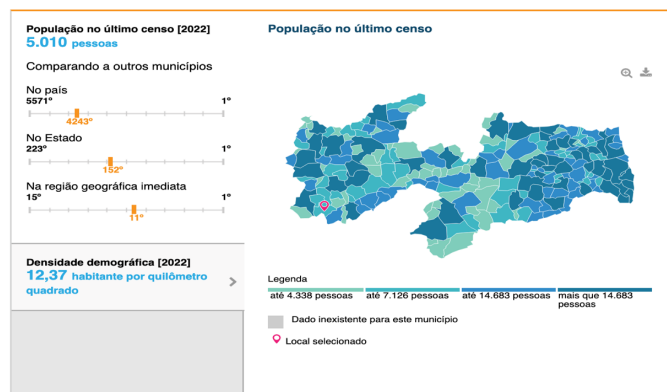 População no último censo [2022]
5.010 pessoas
Comparando a outros municípios
No país
5571º 1º
4243º
No Estado
223º 1º
152º
Na região geográfica imediata
15º 1º
11º
Densidade demográfica [2022]
12,37 habitante por quilômetro
quadrado
População no último censo
Legenda
até 4.338 pessoas até 7.126 pessoas até 14.683 pessoas mais que 14.683
pessoas
Dado inexistente para este município
Local selecionado